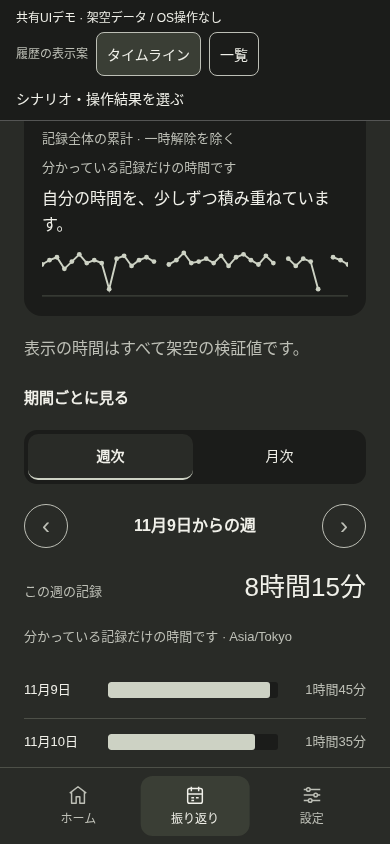 共有UIデモ · 架空データ / OS操作なし
履歴の表示案 タイムライン 一覧
シナリオ・操作結果を選ぶ
記録全体の累計 · 一時解除を除く
分かっている記録だけの時間です
自分の時間を、少しずつ積み重ねていま
す。
表示の時間はすべて架空の検証値です。
期間ごとに見る
週次 月次
‹ 11月9日からの週 ›
この週の記録 8時間15分
分かっている記録だけの時間です · Asia/Tokyo
11月9日 1時間45分
11月10日 1時間35分
ホーム 振り返り 設定